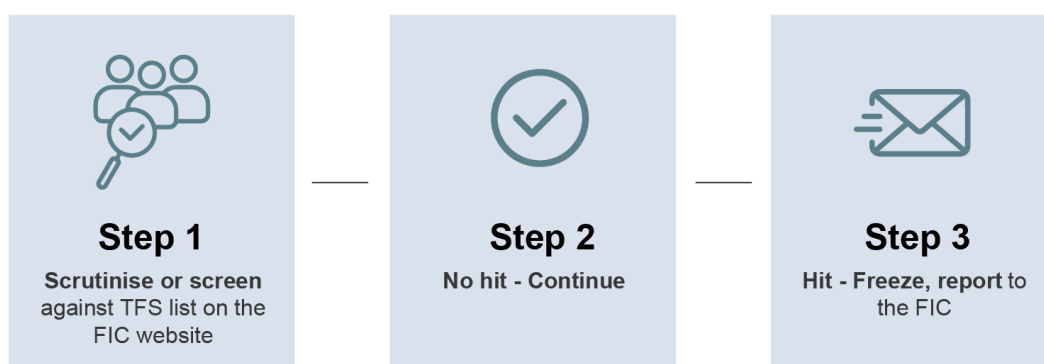 Step 1
Scrutinise or screen
against TFS list on the
FIC website
Step 2
No hit - Continue
Step 3
Hit - Freeze, report to
the FIC